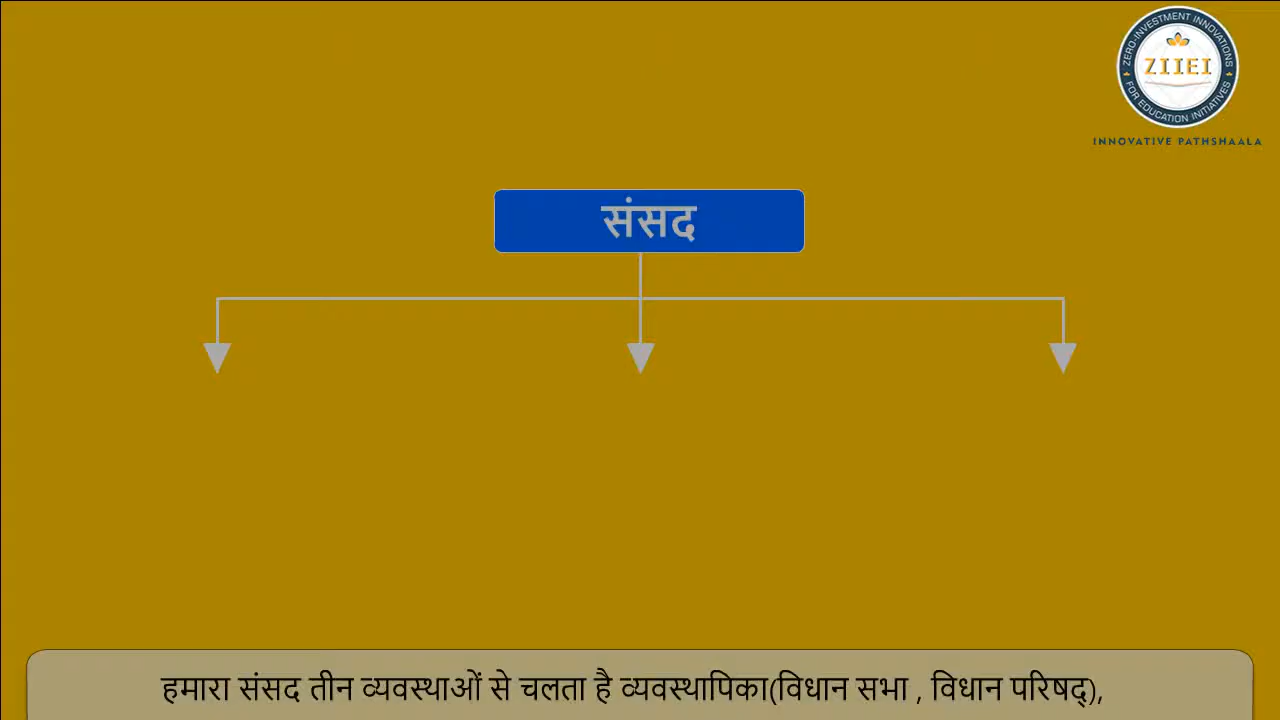 ZERO-INVESTMENT INNOVATIONS
ZIIEI
FOR EDUCATION INITIATIVES
INNOVATIVE PATHSHAALA
संसद
हमारा संसद तीन व्यवस्थाओं से चलता है व्यवस्थापिका(विधान सभा , विधान परिषद्),